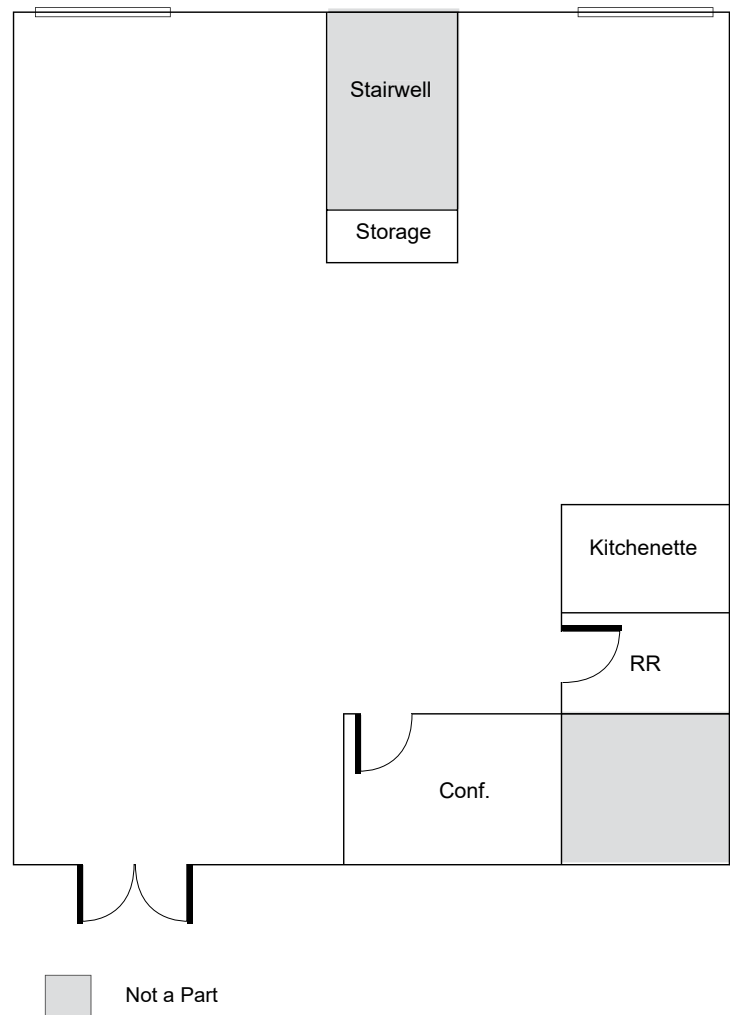 Stairwell
Storage
Kitchenette
RR
Conf.
Not a Part